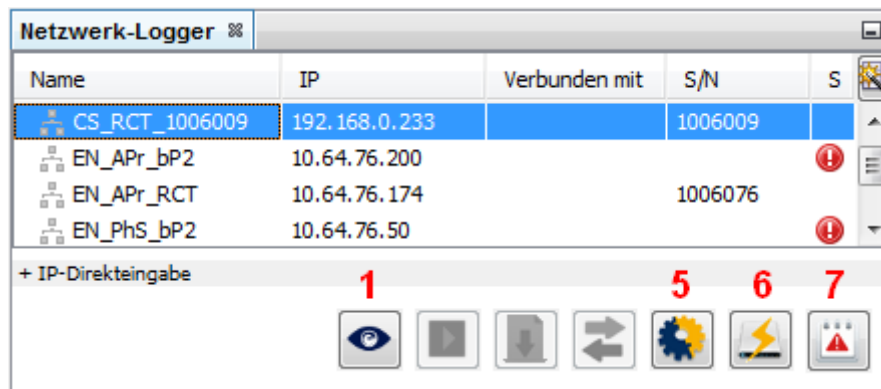 Netzwerk-Logger
Name IP Verbunden mit S/N S
CS_RCT_1006009 192.168.0.233 1006009
EN_APr_bP2 10.64.76.200
EN_APr_RCT 10.64.76.174 1006076
EN_PhS_bP2 10.64.76.50
+ IP-Direkteingabe
1 5 6 7